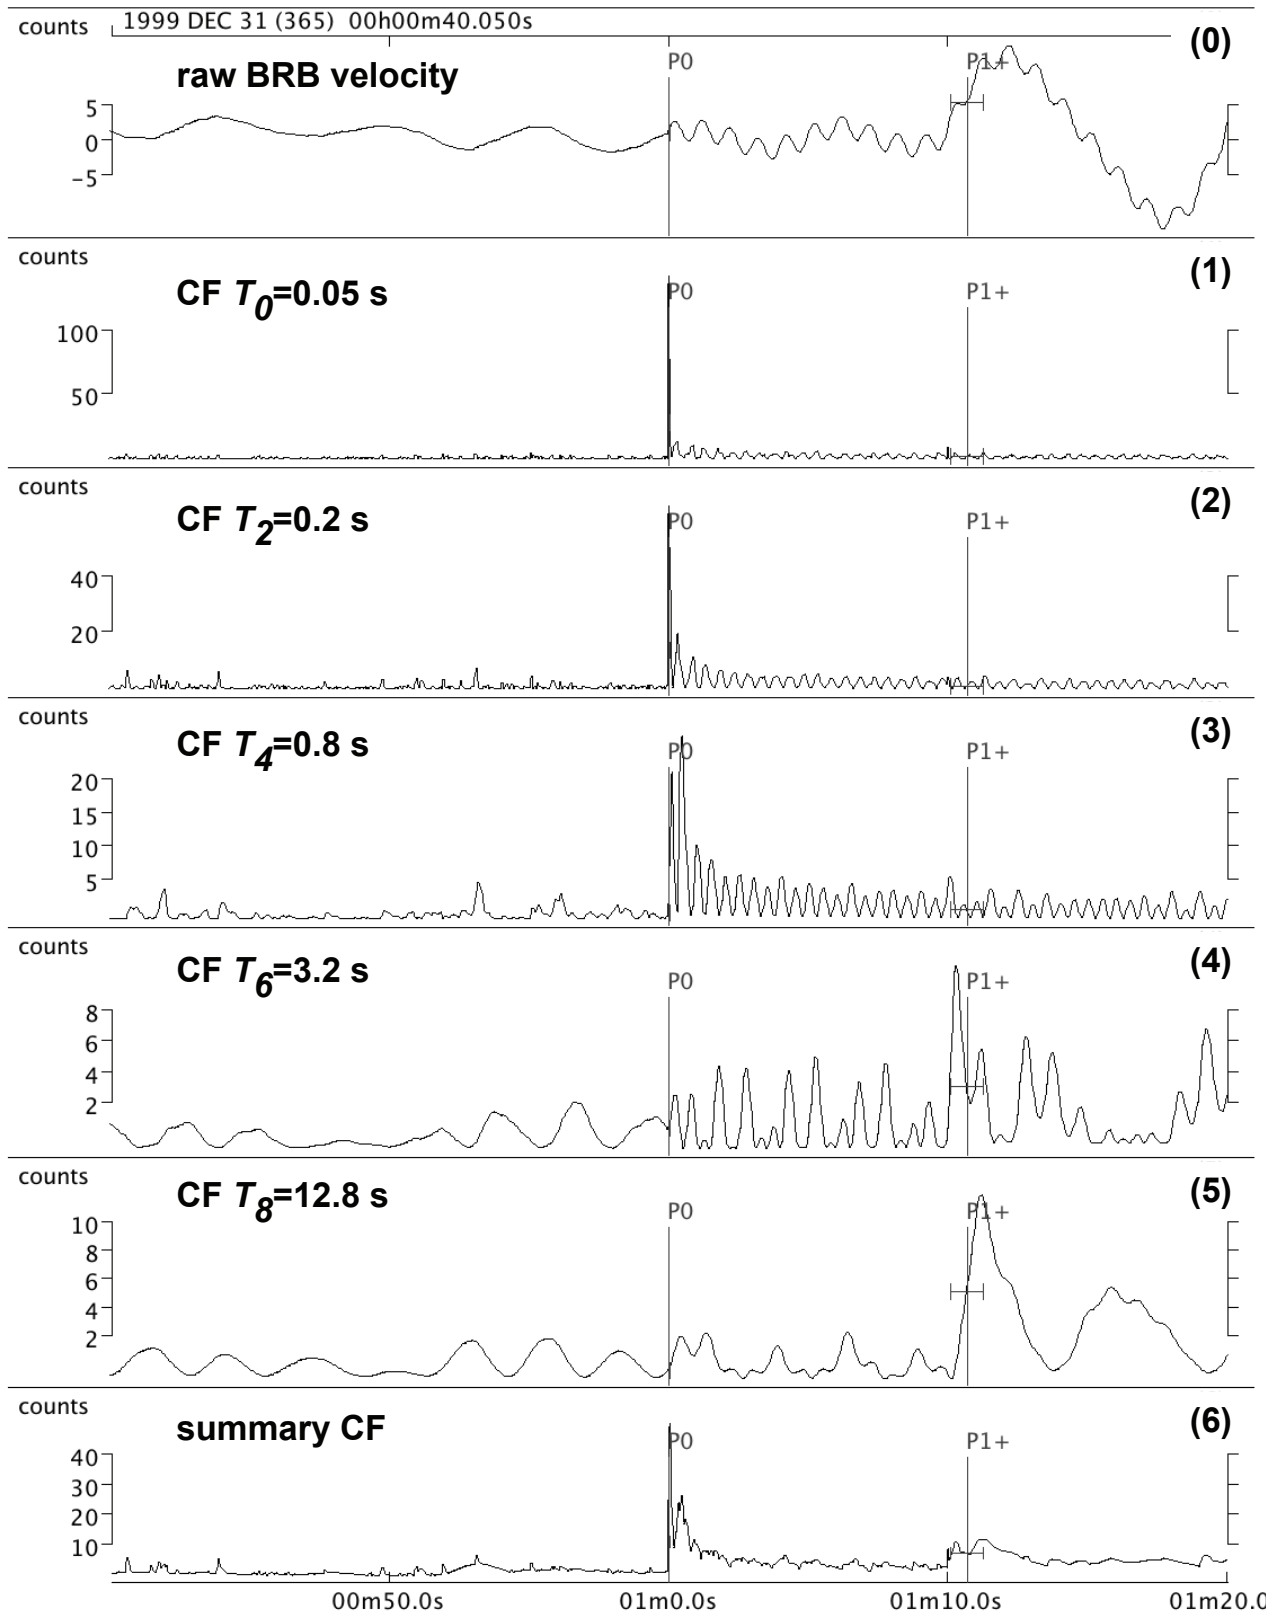 counts 1999 DEC 31 (365) 00h00m40.050s (0)
raw BRB velocity P0 P1+
5
0
−5
counts (1)
CF T0=0.05 s P0 P1+
100
50
counts (2)
CF T2=0.2 s P0 P1+
40
20
counts (3)
CF T4=0.8 s P0 P1+
20
15
10
5
counts (4)
CF T6=3.2 s P0 P1+
8
6
4
2
counts (5)
CF T8=12.8 s P0 P1+
10
8
6
4
2
counts (6)
summary CF P0 P1+
40
30
20
10
00m50.0s 01m0.0s 01m10.0s 01m20.0